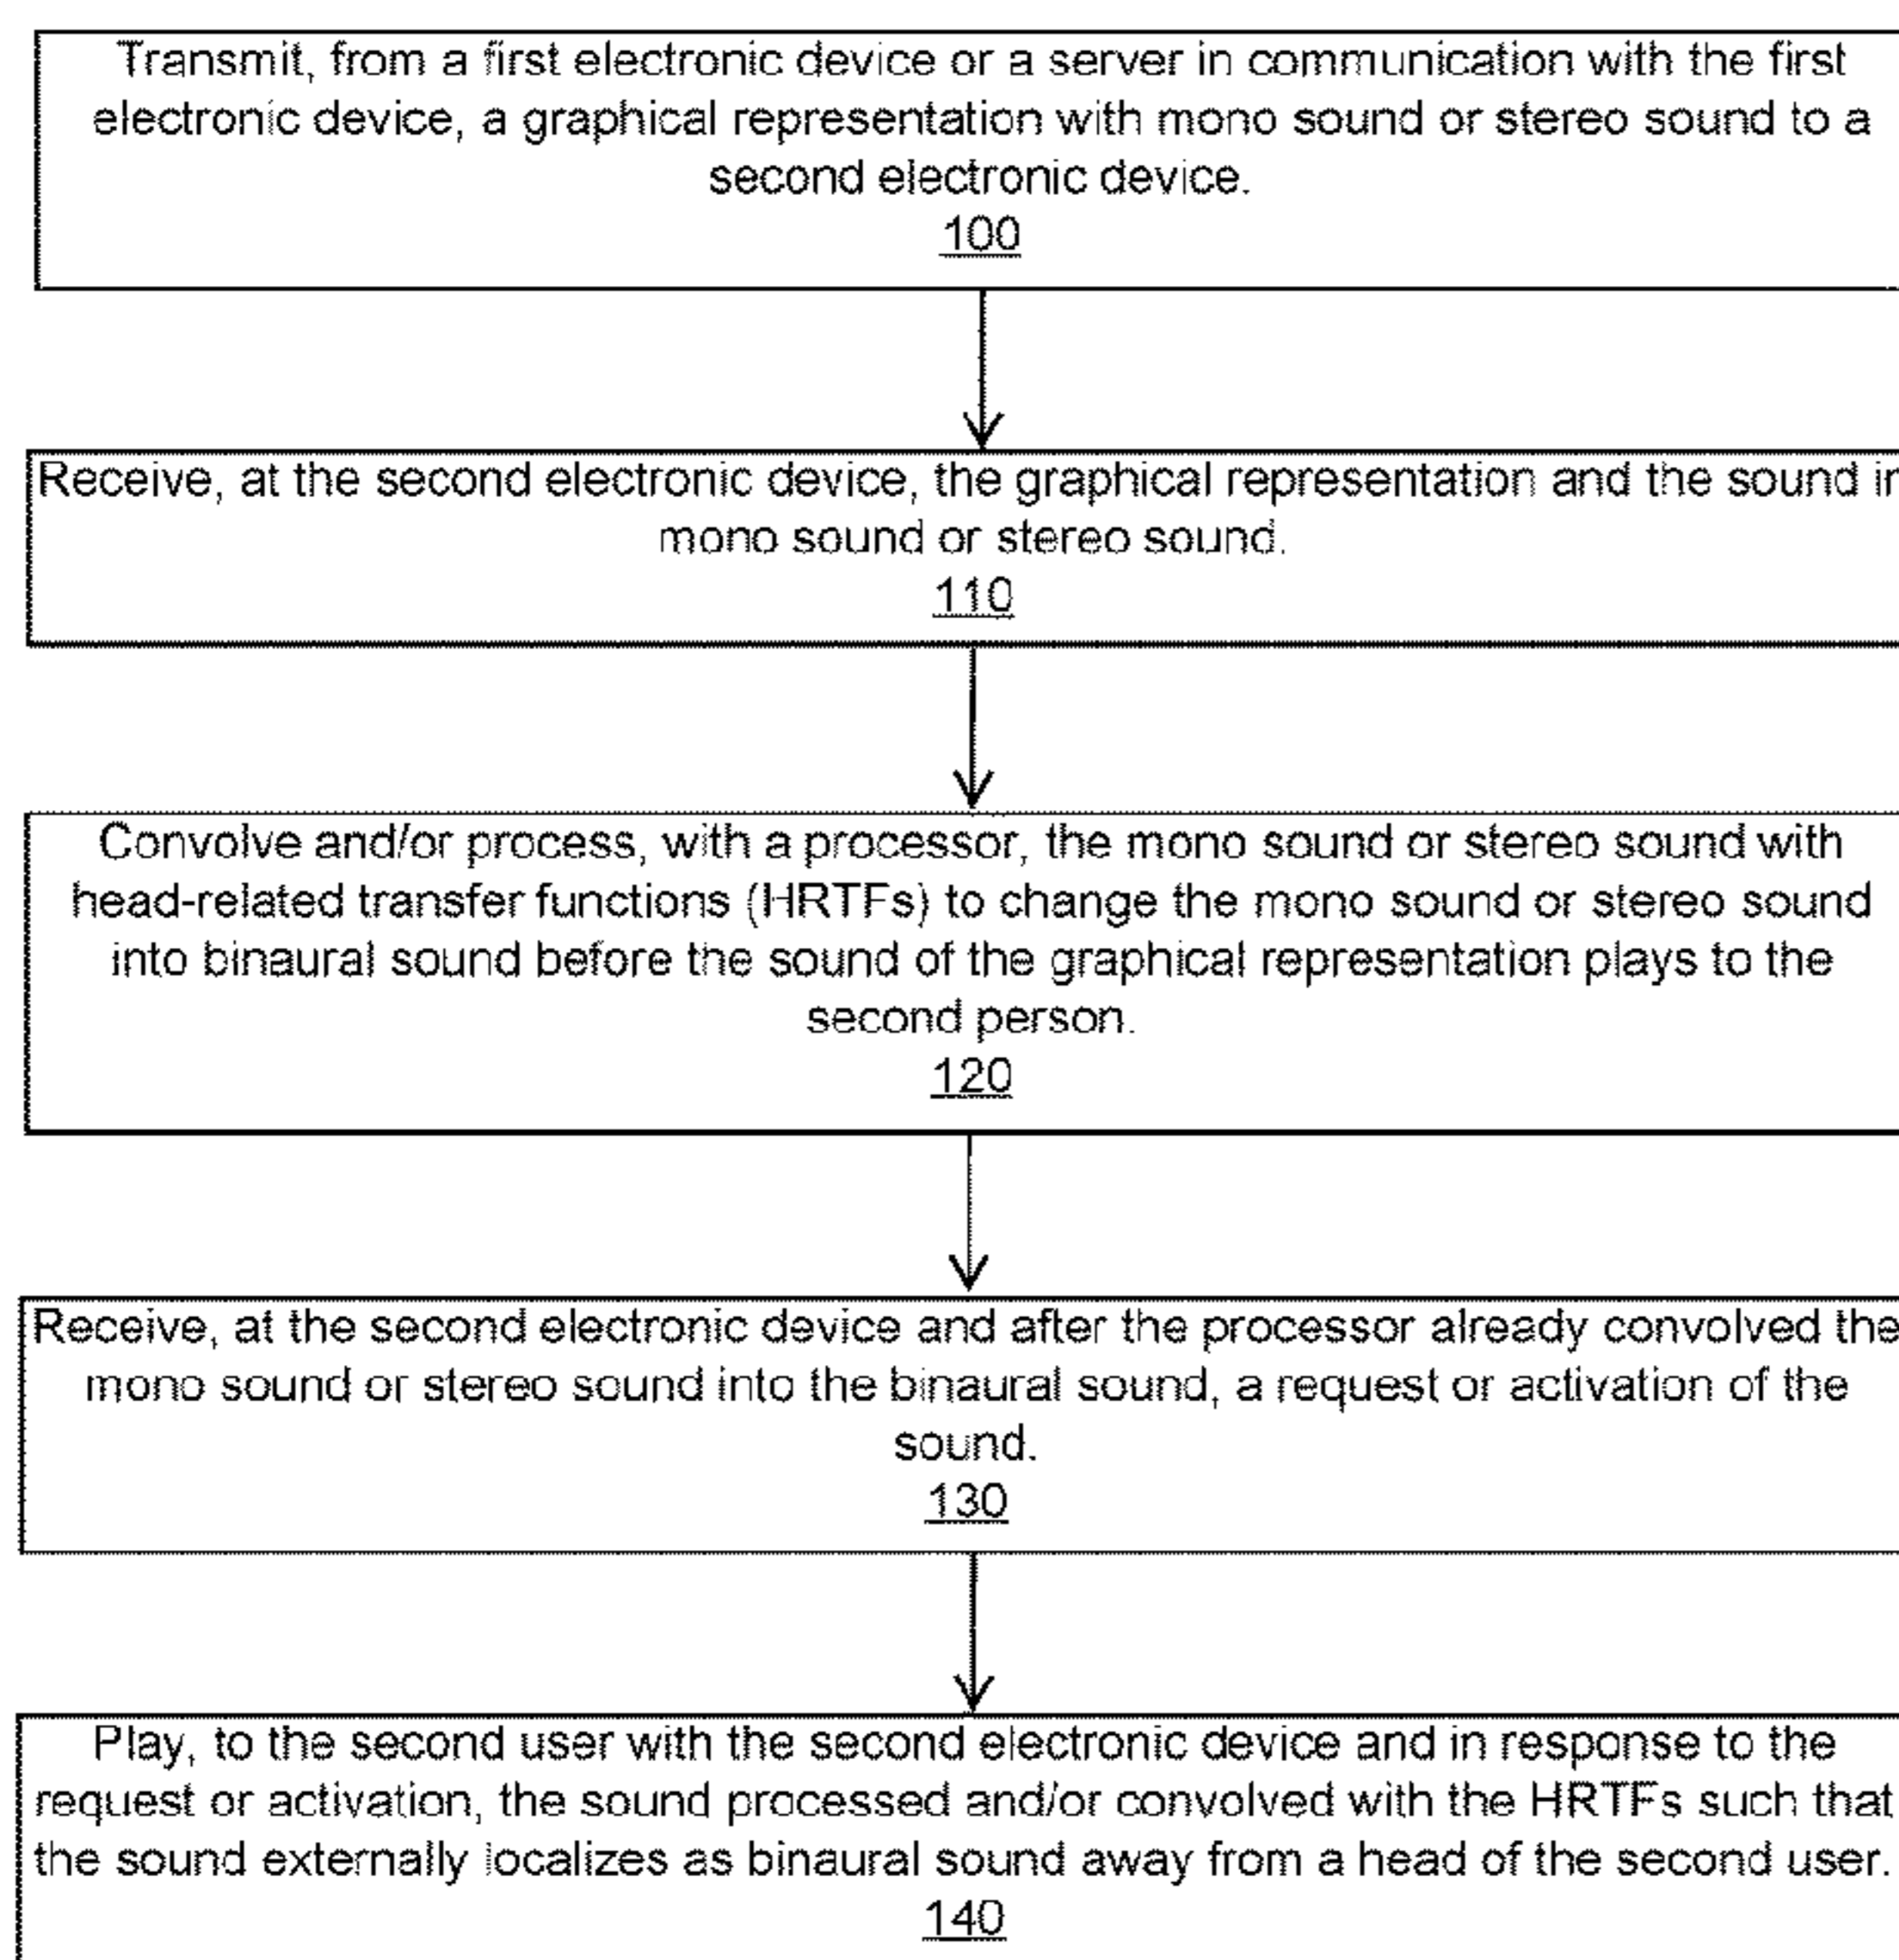 Transmit, from a first electronic device or a server in communication with the first
electronic device, a graphical representation with mono sound or stereo sound to a
second electronic device.
100
Receive, at the second electronic device, the graphical representation and the sound in
mono sound or stereo sound.
110
Convolve and/or process, with a processor, the mono sound or stereo sound with
head-related transfer functions (HRTFs) to change the mono sound or stereo sound
into binaural sound before the sound of the graphical representation plays to the
second person.
120
Receive, at the second electronic device and after the processor already convolved the
mono sound or stereo sound into the binaural sound, a request or activation of the
sound.
130
Play, to the second user with the second electronic device and in response to the
request or activation, the sound processed and/or convolved with the HRTFs such that
the sound externally localizes as binaural sound away from a head of the second user.
140